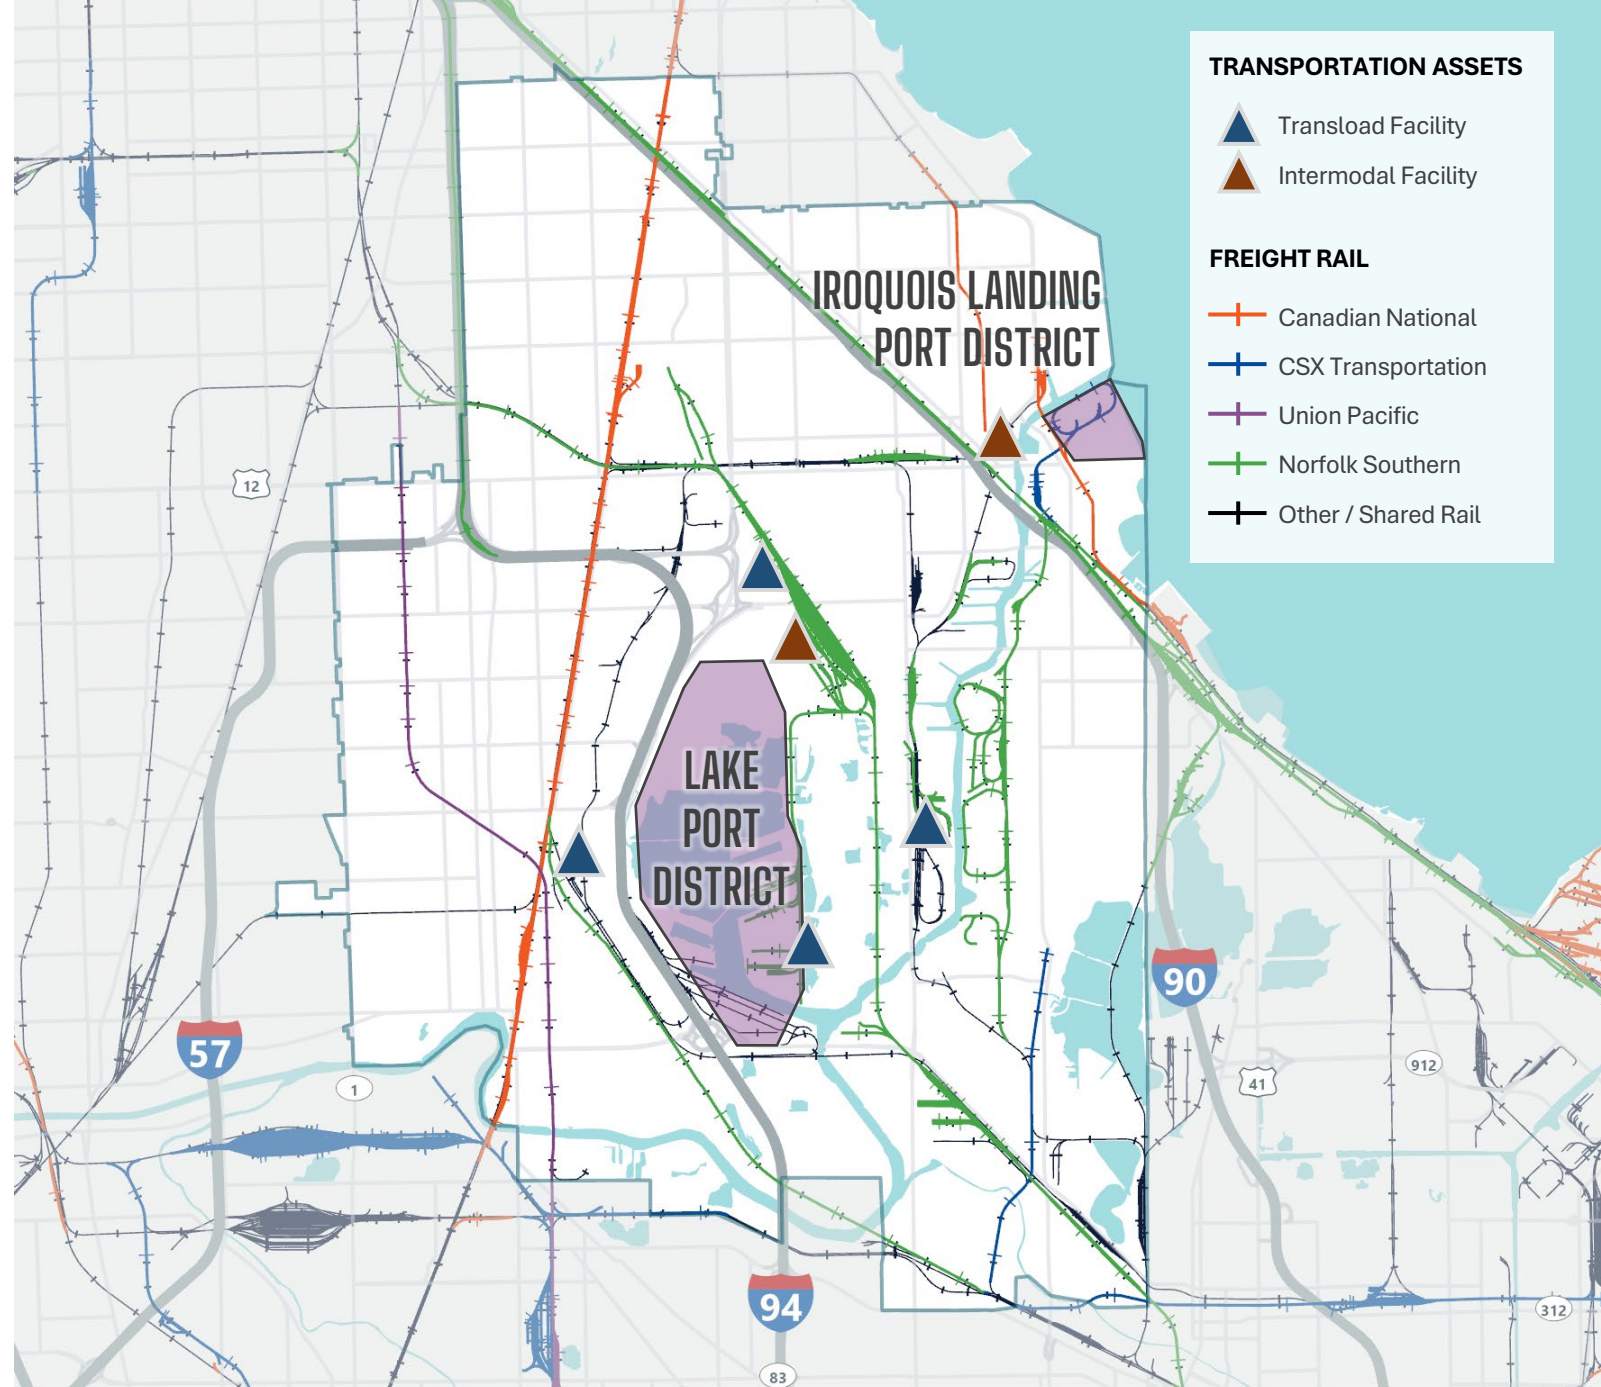 TRANSPORTATION ASSETS
Transload Facility
Intermodal Facility
FREIGHT RAIL
Canadian National
CSX Transportation
Union Pacific
Norfolk Southern
Other / Shared Rail
IROQUOIS LANDING
PORT DISTRICT
12
LAKE
PORT
DISTRICT
90
57
1
41
912
94
312
83